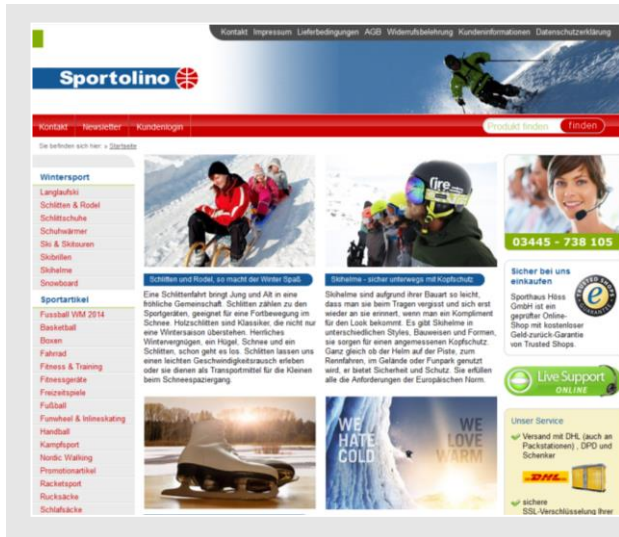 Kontakt Impressum Lieferbedingungen AGB Widerrufsbelehrung Kundeninformationen Datenschutzerklärung
Sportolino
Kontakt Newsletter Kundenlogin
Produkt finden
finden
Sie befinden sich hier: » Startseite
Wintersport
Langlaufski
Schlitten & Rodel
Schlittschuhe
Schuhwärmer
Ski & Skitouren
Skibrillen
Skihelme
Snowboard
Sportartikel
Fussball WM 2014
Basketball
Boxen
Fahrrad
Fitness & Training
Fitnessgeräte
Freizeitspiele
Fußball
Funwheel & Inlineskating
Handball
Kampfsport
Nordic Walking
Promotionartikel
Racketsport
Rucksäcke
Schlafsäcke
Schlitten und Rodel, so macht der Winter Spaß
Eine Schlittenfahrt bringt Jung und Alt in eine
fröhliche Gemeinschaft. Schlitten zählen zu den
Sportgeräten, geeignet für eine Fortbewegung im
Schnee. Holzschlitten sind Klassiker, die nicht nur
eine Wintersaison überstehen. Herrliches
Wintervergnügen, ein Hügel, Schnee und ein
Schlitten, schon geht es los. Schlitten lassen uns
einen leichten Geschwindigkeitsrausch erleben
oder sie dienen als Transportmittel für die Kleinen
beim Schneespaziergang.
fire
Skihelme - sicher unterwegs mit Kopfschutz
Skihelme sind aufgrund ihrer Bauart so leicht,
dass man sie beim Tragen vergisst und sich erst
wieder an sie erinnert, wenn man ein Kompliment
für den Look bekommt. Es gibt Skihelme in
unterschiedlichen Styles, Bauweisen und Formen,
sie sorgen für einen angemessenen Kopfschutz.
Ganz gleich ob der Helm auf der Piste, zum
Rennfahren, im Gelände oder Funpark genutzt
wird, er bietet Sicherheit und Schutz. Sie erfüllen
alle die Anforderungen der Europäischen Norm.
WE
HATE
COLD
WE
LOVE
WARM
03445 - 738 105
Sicher bei uns
einkaufen
Sporthaus Höss
GmbH ist ein
geprüfter Online-
Shop mit kostenloser
Geld-zurück-Garantie
von Trusted Shops.
TRUSTED SHOPS
GUARANTEE
Live Support
ONLINE
Unser Service
Versand mit DHL (auch an
Packstationen) , DPD und
Schenker
DHL
sichere
SSL-Verschlüsselung Ihrer